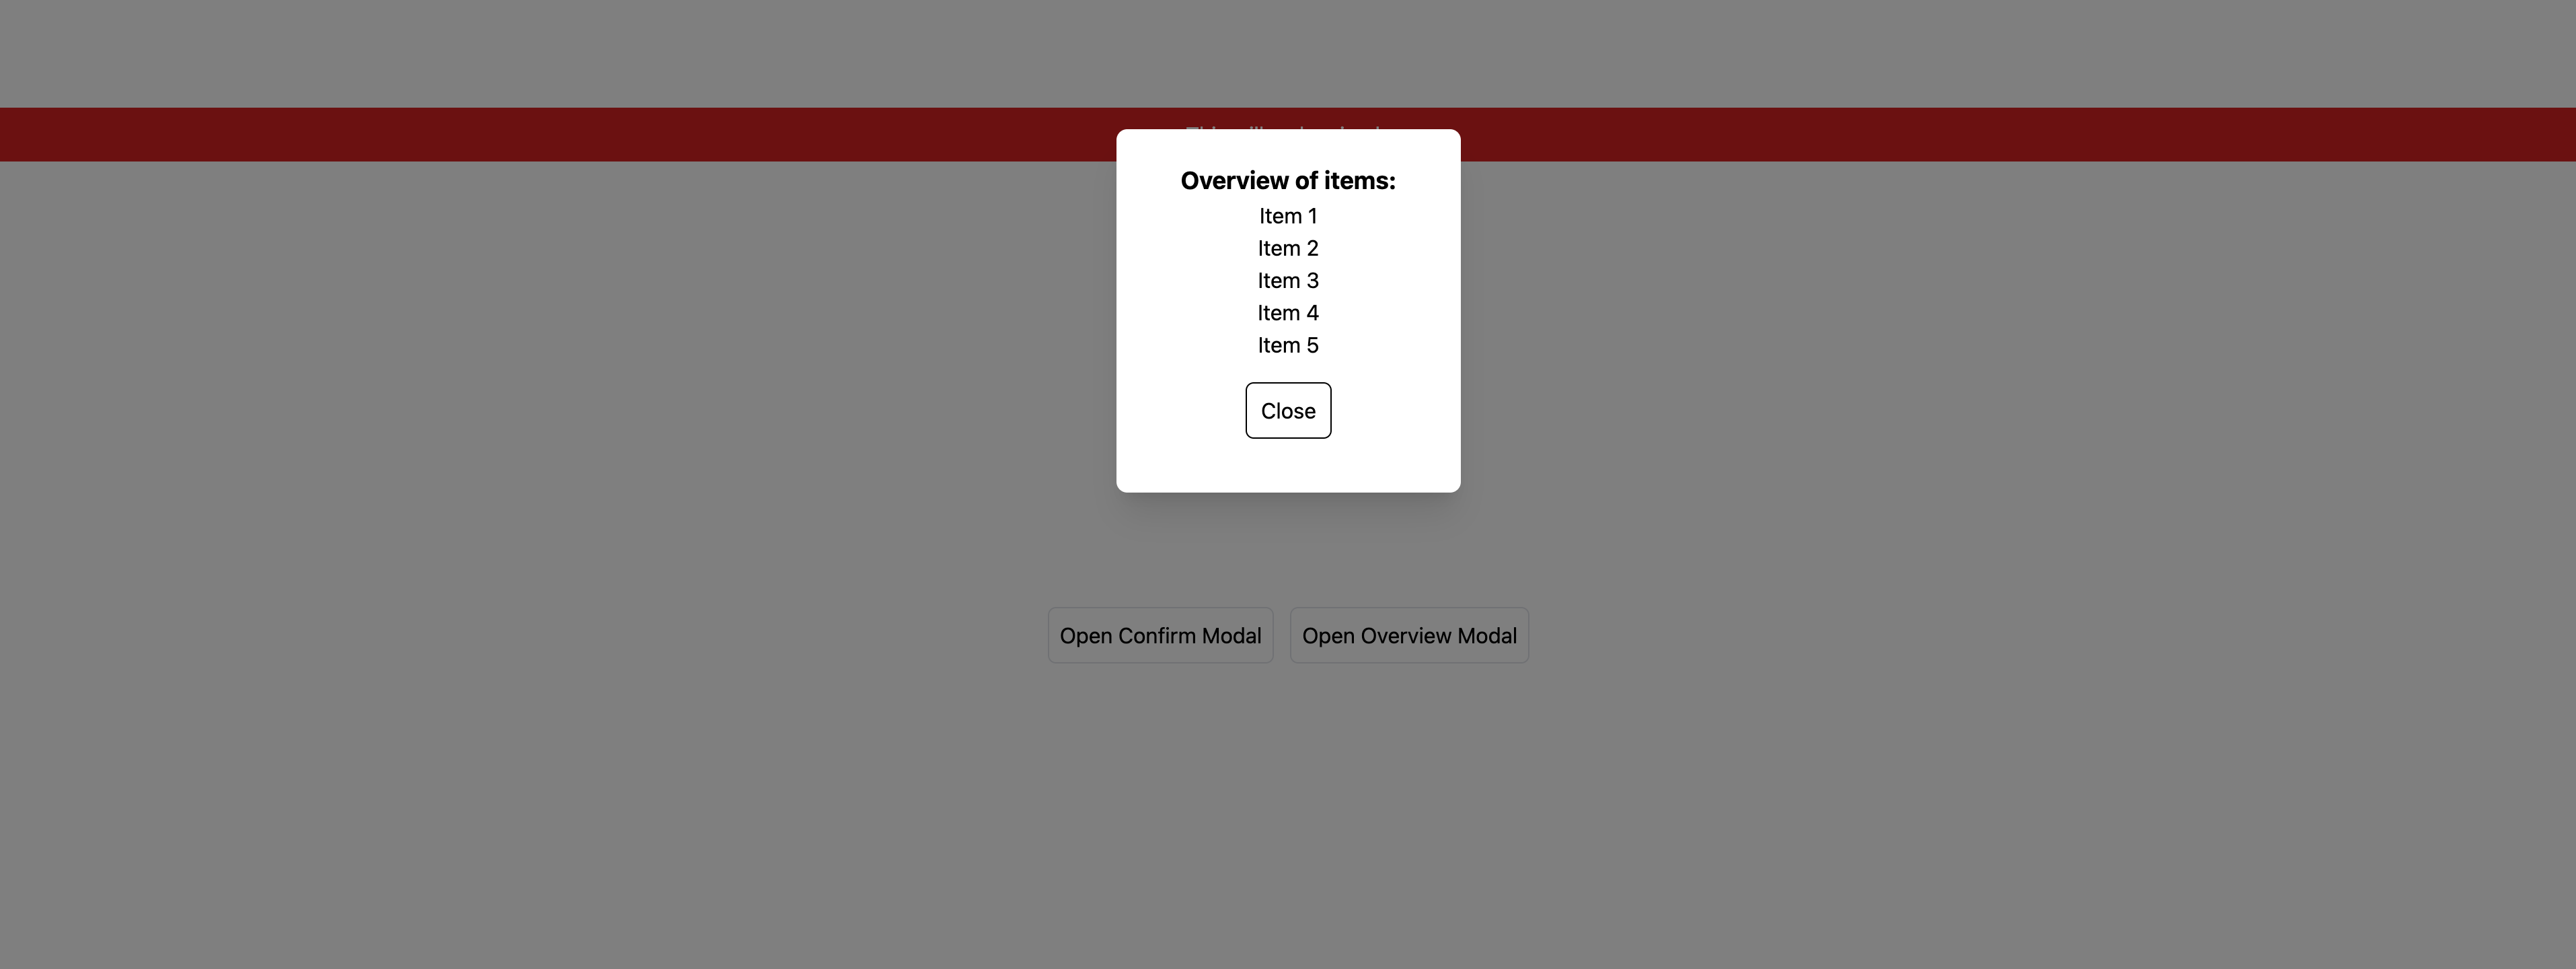 Overview of items:
Item 1
Item 2
Item 3
Item 4
Item 5
Close
Open Confirm Modal
Open Overview Modal